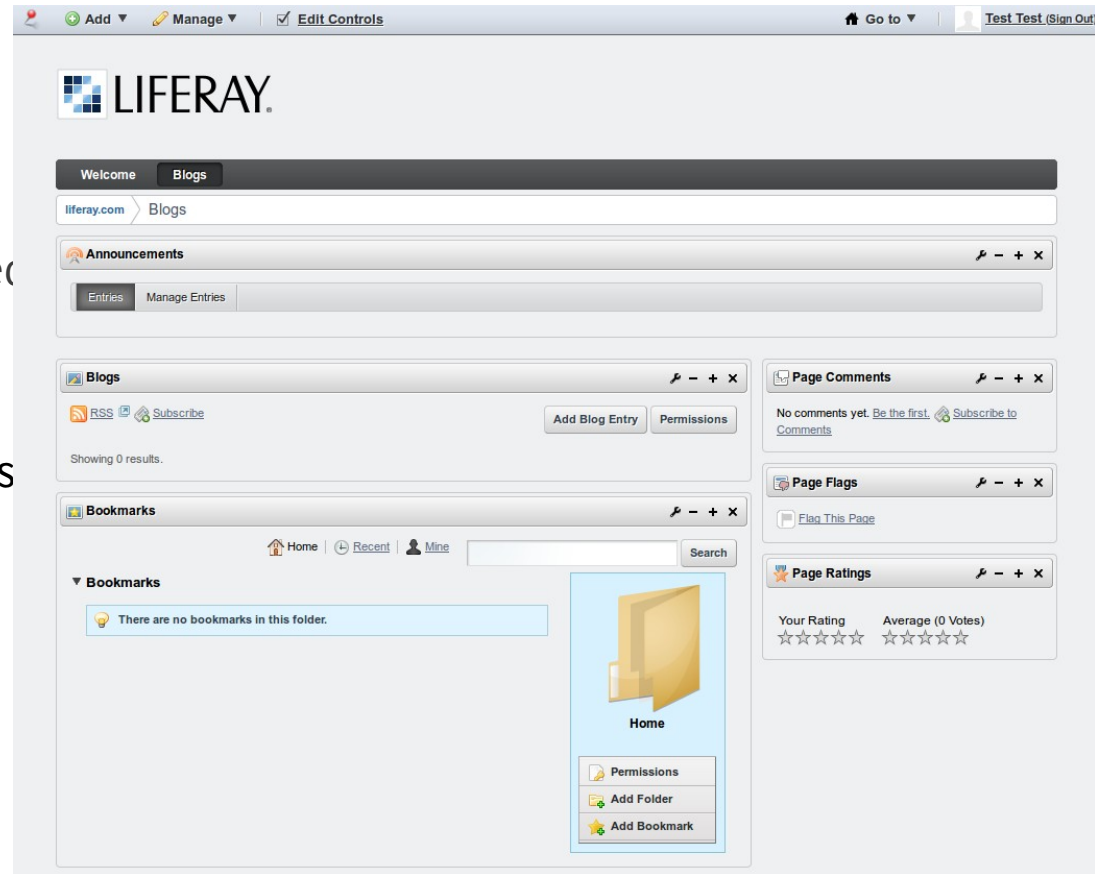 Add ▼ Manage ▼ Edit Controls Go to ▼ Test Test (Sign Out)
LIFERAY.
Welcome Blogs
liferay.com Blogs
Announcements
Entries Manage Entries
Blogs
RSS Subscribe Add Blog Entry Permissions
Showing 0 results.
Bookmarks
Home Recent Mine Search
▼ Bookmarks
There are no bookmarks in this folder.
Home
Permissions
Add Folder
Add Bookmark
Page Comments
No comments yet. Be the first. Subscribe to
Comments
Page Flags
Flag This Page
Page Ratings
Your Rating Average (0 Votes)